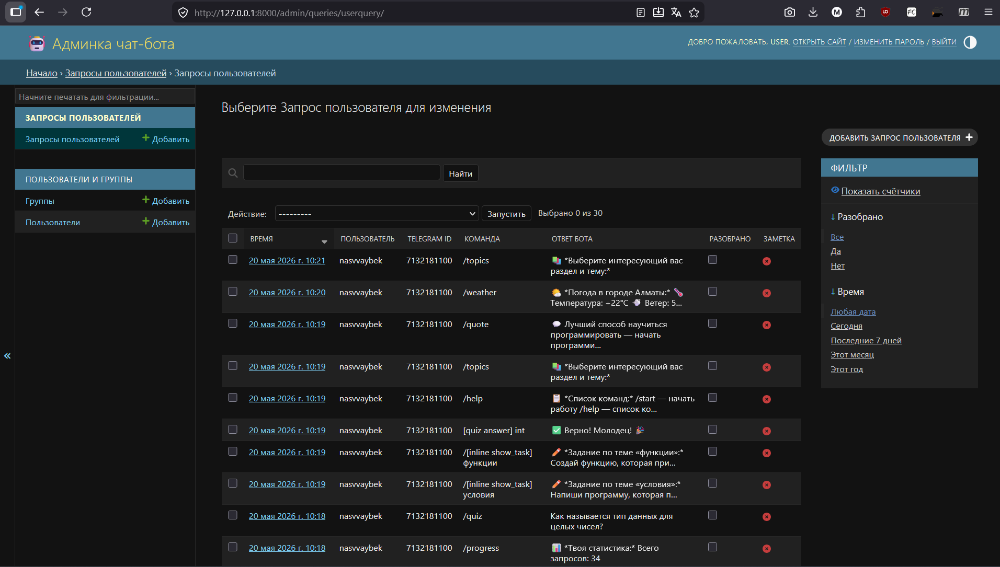 http://127.0.0.1:8000/admin/queries/userquery/
Админка чат-бота
ДОБРО ПОЖАЛОВАТЬ, USER. ОТКРЫТЬ САЙТ / ИЗМЕНИТЬ ПАРОЛЬ / ВЫЙТИ
Начало › Запросы пользователей › Запросы пользователей
Начните печатать для фильтрации...
ЗАПРОСЫ ПОЛЬЗОВАТЕЛЕЙ
Запросы пользователей + Добавить
ПОЛЬЗОВАТЕЛИ И ГРУППЫ
Группы + Добавить
Пользователи + Добавить
«
Выберите Запрос пользователя для изменения
ДОБАВИТЬ ЗАПРОС ПОЛЬЗОВАТЕЛЯ +
Найти
Действие: --------- Запустить Выбрано 0 из 30
ВРЕМЯ ПОЛЬЗОВАТЕЛЬ TELEGRAM ID КОМАНДА ОТВЕТ БОТА РАЗОБРАНО ЗАМЕТКА
20 мая 2026 г. 10:21 nasvvaybek 7132181100 /topics 📚 *Выберите интересующий вас
раздел и тему:*
20 мая 2026 г. 10:20 nasvvaybek 7132181100 /weather 🌤 *Погода в городе Алматы:* 🌡
Температура: +22°C 💨 Ветер: 5...
20 мая 2026 г. 10:19 nasvvaybek 7132181100 /quote 💬 Лучший способ научиться
программировать — начать
программи...
20 мая 2026 г. 10:19 nasvvaybek 7132181100 /topics 📚 *Выберите интересующий вас
раздел и тему:*
20 мая 2026 г. 10:19 nasvvaybek 7132181100 /help 📋 *Список команд:* /start — начать
работу /help — список ко...
20 мая 2026 г. 10:19 nasvvaybek 7132181100 [quiz answer] int ✅ Верно! Молодец! 🎉
20 мая 2026 г. 10:19 nasvvaybek 7132181100 /[inline show_task] ✏️ *Задание по теме «функции»:*
функции Создай функцию, которая при...
20 мая 2026 г. 10:19 nasvvaybek 7132181100 /[inline show_task] ✏️ *Задание по теме «условия»:*
условия Напиши программу, которая п...
20 мая 2026 г. 10:18 nasvvaybek 7132181100 /quiz Как называется тип данных для
целых чисел?
20 мая 2026 г. 10:18 nasvvaybek 7132181100 /progress 📊 *Твоя статистика:* Всего
запросов: 34
ФИЛЬТР
Показать счётчики
↓ Разобрано
Все
Да
Нет
↓ Время
Любая дата
Сегодня
Последние 7 дней
Этот месяц
Этот год